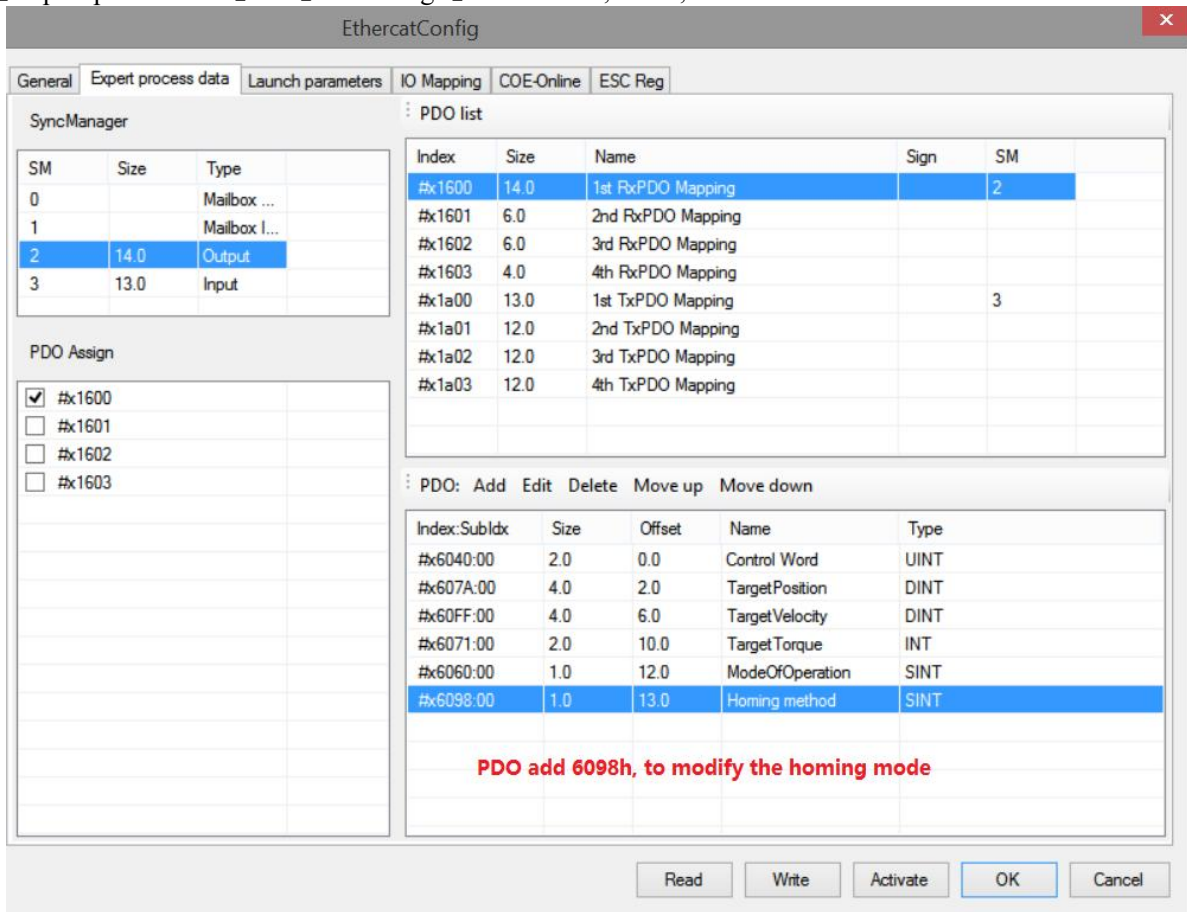 EthercatConfig
General Expert process data Launch parameters IO Mapping COE-Online ESC Reg
SyncManager
SM Size Type
0 Mailbox ...
1 Mailbox I...
2 14.0 Output
3 13.0 Input
PDO Assign
#x1600
#x1601
#x1602
#x1603
PDO list
Index Size Name Sign SM
#x1600 14.0 1st RxPDO Mapping 2
#x1601 6.0 2nd RxPDO Mapping
#x1602 6.0 3rd RxPDO Mapping
#x1603 4.0 4th RxPDO Mapping
#x1a00 13.0 1st TxPDO Mapping 3
#x1a01 12.0 2nd TxPDO Mapping
#x1a02 12.0 3rd TxPDO Mapping
#x1a03 12.0 4th TxPDO Mapping
PDO: Add Edit Delete Move up Move down
Index:SubIdx Size Offset Name Type
#x6040:00 2.0 0.0 Control Word UINT
#x607A:00 4.0 2.0 TargetPosition DINT
#x60FF:00 4.0 6.0 TargetVelocity DINT
#x6071:00 2.0 10.0 TargetTorque INT
#x6060:00 1.0 12.0 ModeOfOperation SINT
#x6098:00 1.0 13.0 Homing method SINT
PDO add 6098h, to modify the homing mode
Read Write Activate OK Cancel